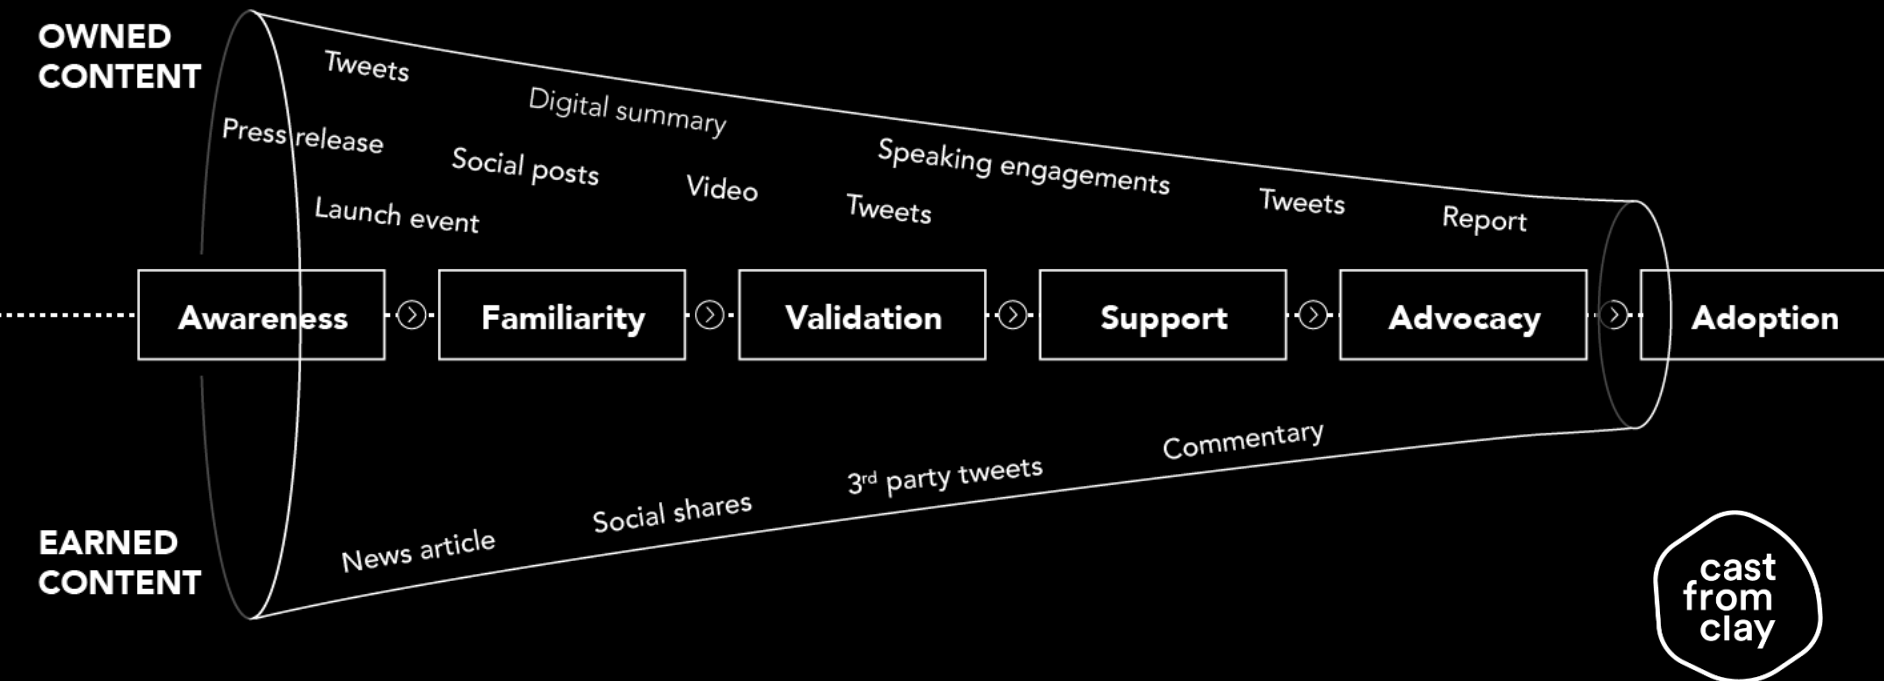 OWNED
CONTENT
Tweets
Digital summary
Press release
Social posts
Video
Speaking engagements
Launch event
Tweets
Tweets
Report
Awareness
Familiarity
Validation
Support
Advocacy
Adoption
Commentary
3rd party tweets
Social shares
News article
EARNED
CONTENT
cast
from
clay